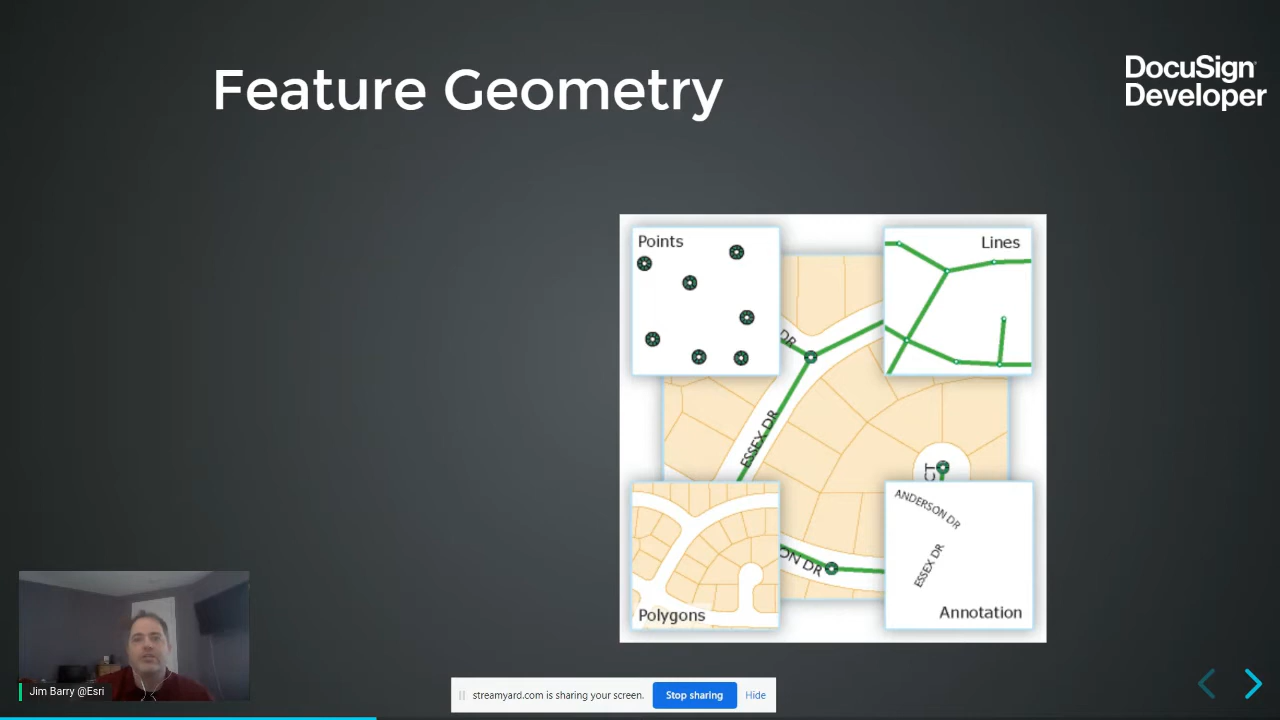 Feature Geometry
DocuSign
Developer
Points
Lines
DR
ESSEX DR
CT
ON DR
ANDERSON DR
ESSEX DR
Polygons
Annotation
Jim Barry @Esri
streamyard.com is sharing your screen.
Stop sharing
Hide